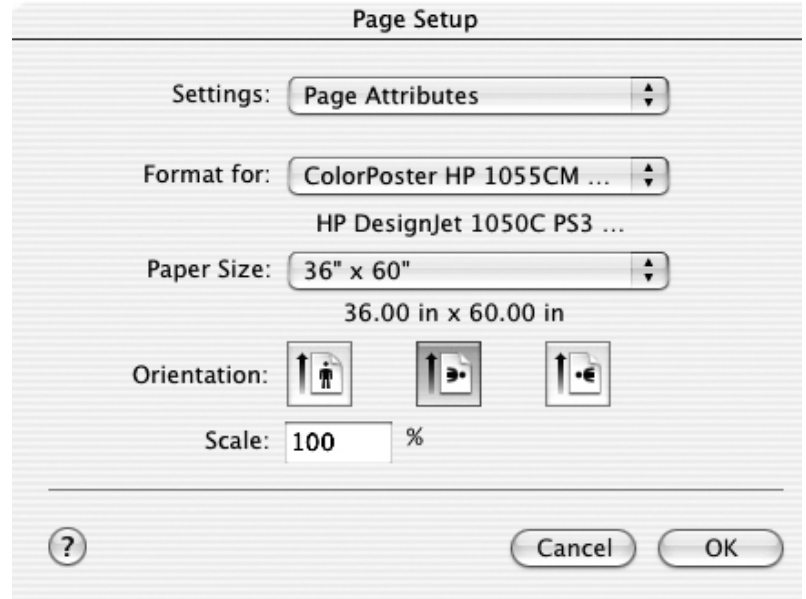 Page Setup
Settings: Page Attributes
Format for: ColorPoster HP 1055CM ...
HP DesignJet 1050C PS3 ...
Paper Size: 36" x 60"
36.00 in x 60.00 in
Orientation:
Scale: 100 %
? Cancel OK